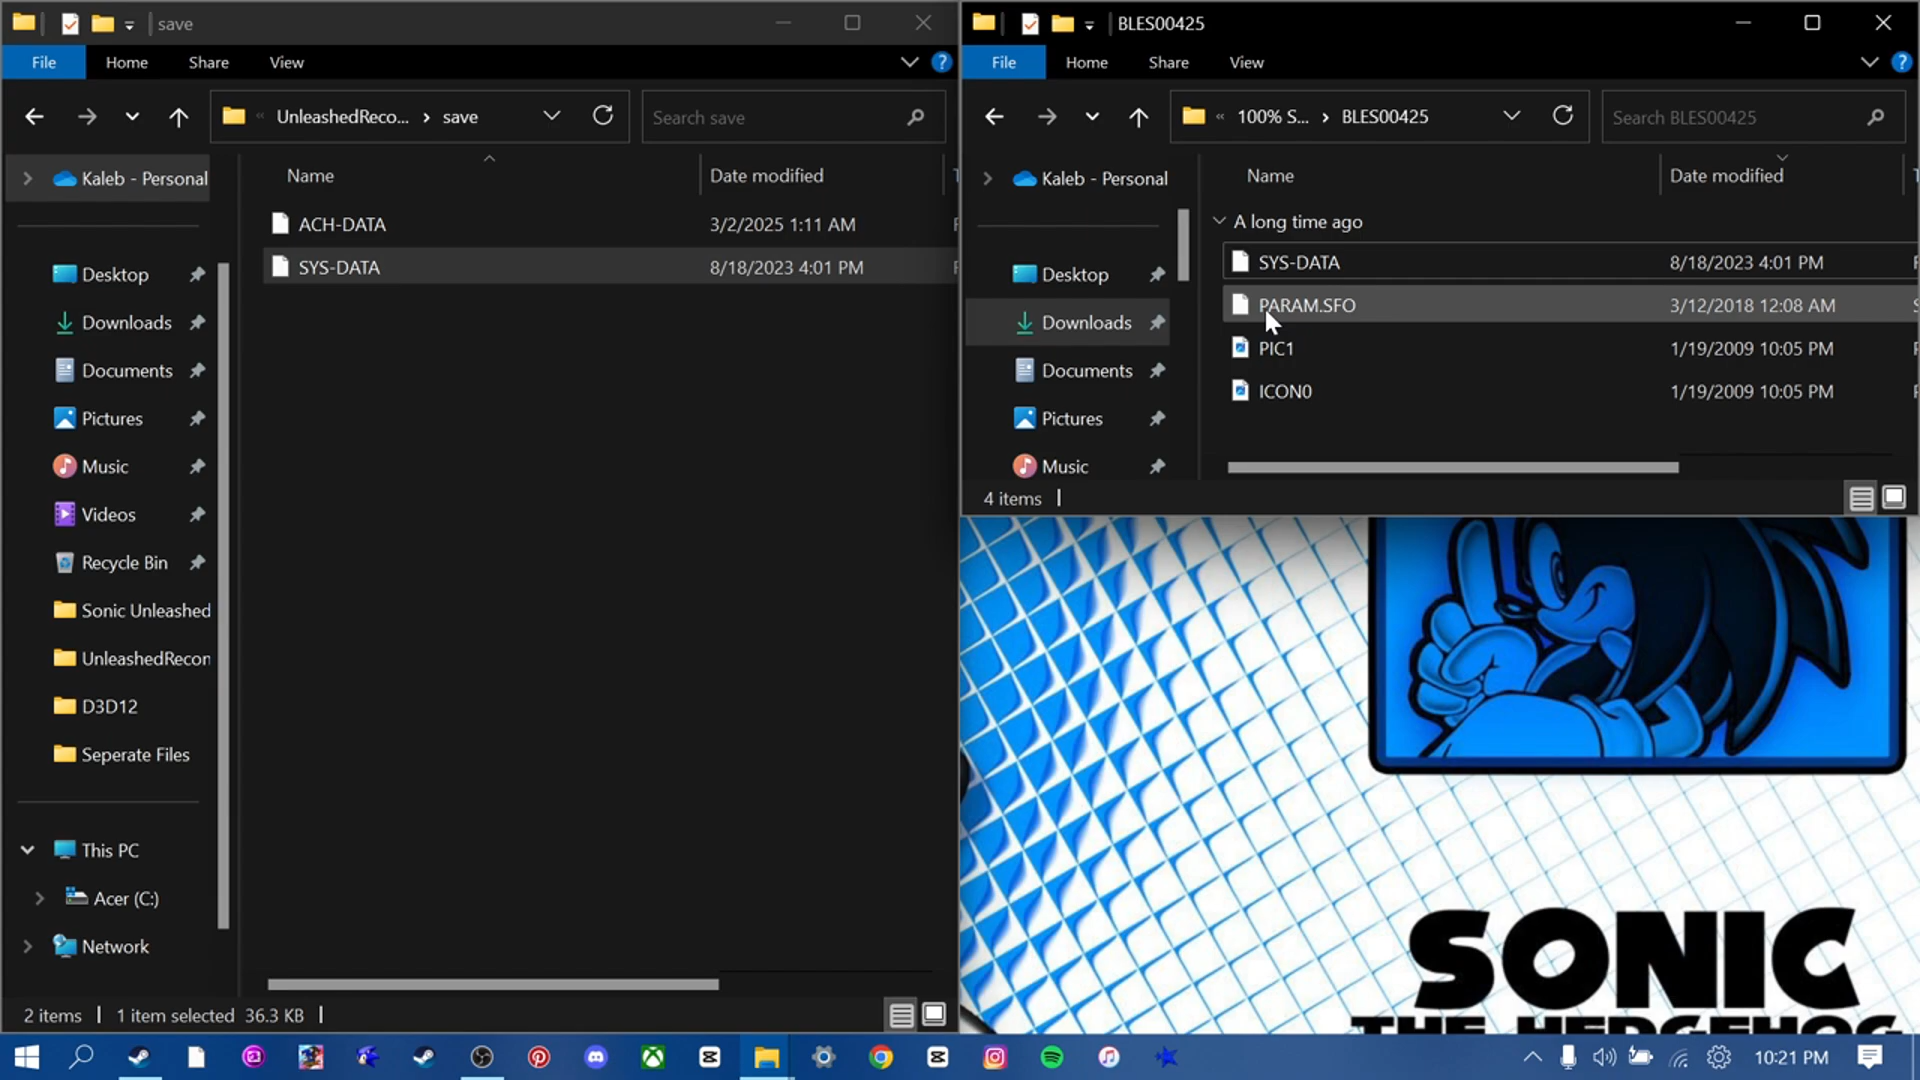 save
File Home Share View
UnleashedReco... › save
Search save
Kaleb - Personal
Desktop
Downloads
Documents
Pictures
Music
Videos
Recycle Bin
Sonic Unleashed
UnleashedRecon
D3D12
Seperate Files
This PC
Acer (C:)
Network
Name Date modified
ACH-DATA 3/2/2025 1:11 AM
SYS-DATA 8/18/2023 4:01 PM
2 items 1 item selected 36.3 KB
BLES00425
File Home Share View
« 100% S... › BLES00425
Search BLES00425
Kaleb - Personal
Desktop
Downloads
Documents
Pictures
Music
Name Date modified
A long time ago
SYS-DATA 8/18/2023 4:01 PM
PARAM.SFO 3/12/2018 12:08 AM
PIC1 1/19/2009 10:05 PM
ICON0 1/19/2009 10:05 PM
4 items
SONIC
THE HEDGEHOG
10:21 PM